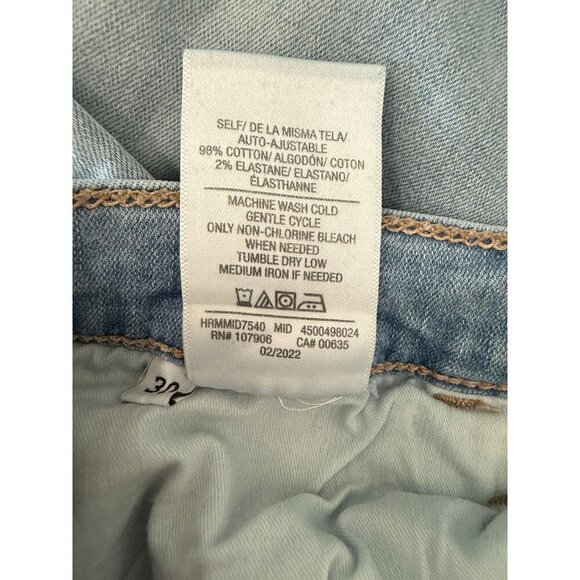 SELF/ DE LA MISMA TELA/
AUTO-AJUSTABLE
98% COTTON/ ALGODÓN/ COTON
2% ELASTANE/ ELASTANO/
ÉLASTHANNE
MACHINE WASH COLD
GENTLE CYCLE
ONLY NON-CHLORINE BLEACH
WHEN NEEDED
TUMBLE DRY LOW
MEDIUM IRON IF NEEDED
HRMMID7540 MID 4500498024
RN# 107906 CA# 00635
02/2022